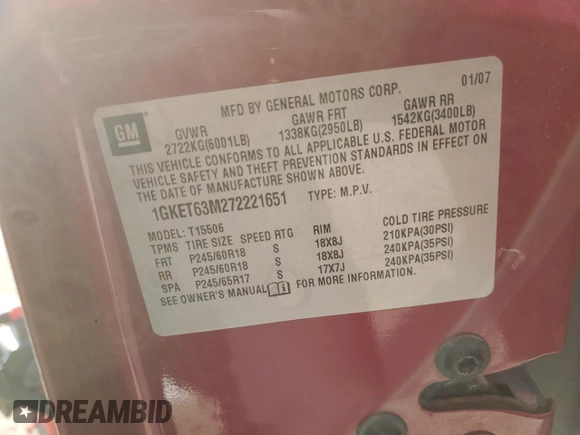 GM
MFD BY GENERAL MOTORS CORP. 01/07
GVWR GAWR FRT GAWR RR
2722KG(6001LB) 1338KG(2950LB) 1542KG(3400LB)
THIS VEHICLE CONFORMS TO ALL APPLICABLE U.S. FEDERAL MOTOR
VEHICLE SAFETY AND THEFT PREVENTION STANDARDS IN EFFECT ON
THE DATE OF MANUFACTURE SHOWN ABOVE.
1GKET63M272221651 TYPE: M.P.V.
MODEL: T15506
TPMS TIRE SIZE SPEED RTG RIM COLD TIRE PRESSURE
FRT P245/60R18 S 18X8J 210KPA(30PSI)
RR P245/60R18 S 18X8J 240KPA(35PSI)
SPA P245/65R17 S 17X7J 240KPA(35PSI)
SEE OWNER'S MANUAL FOR MORE INFORMATION.
DREAMBID